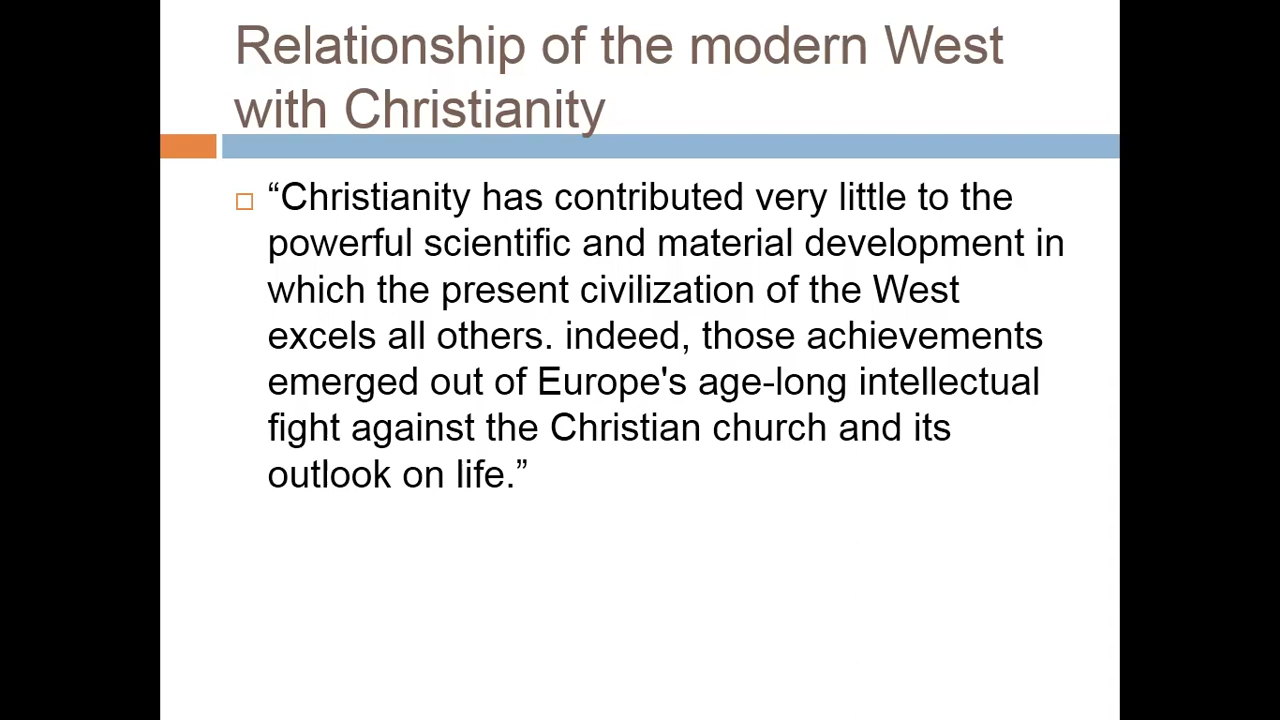 Relationship of the modern West
with Christianity
“Christianity has contributed very little to the
powerful scientific and material development in
which the present civilization of the West
excels all others. indeed, those achievements
emerged out of Europe's age-long intellectual
fight against the Christian church and its
outlook on life.”